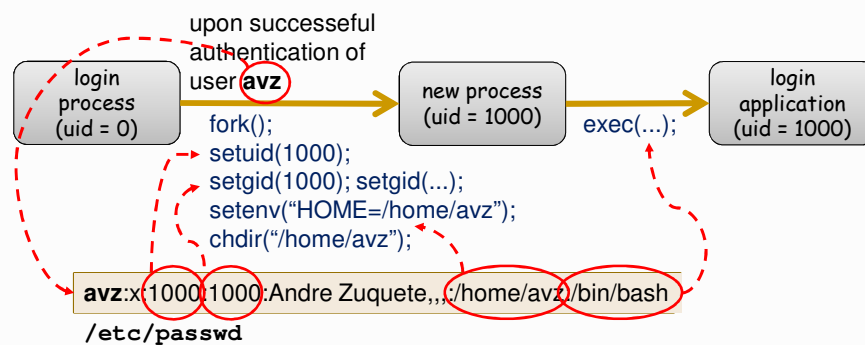 upon successeful
authentication of
user avz
login
process
(uid = 0)
new process
(uid = 1000)
login
application
(uid = 1000)
fork();
setuid(1000);
setgid(1000); setgid(...);
setenv(“HOME=/home/avz”);
chdir(“/home/avz”);
exec(...);
avz:x:1000:1000:Andre Zuquete,,,:/home/avz:/bin/bash
/etc/passwd